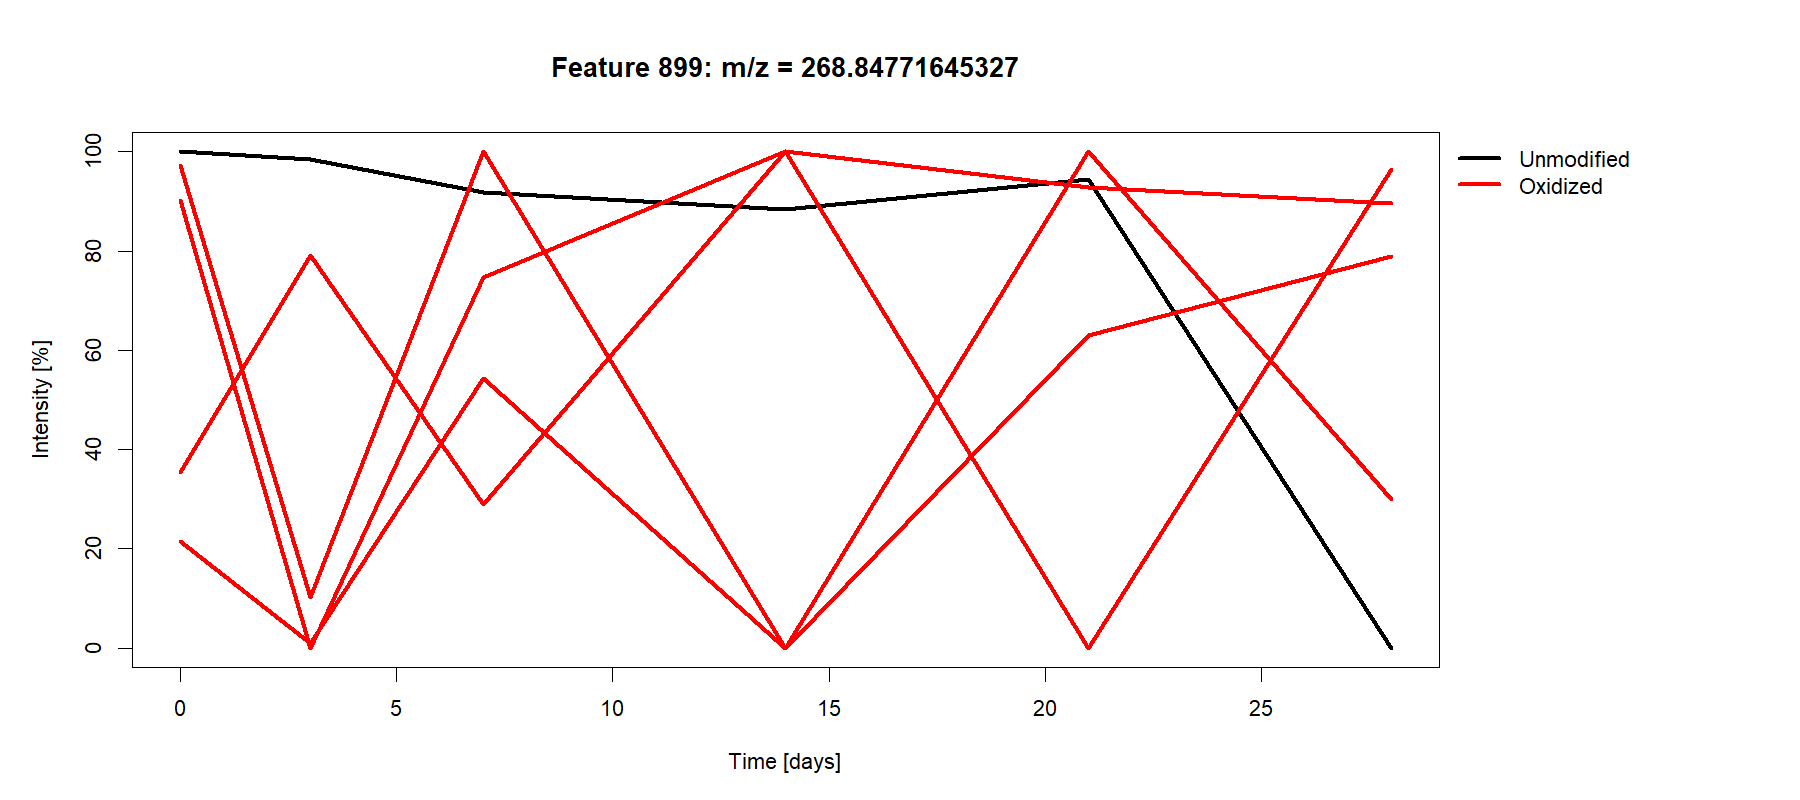 Feature 899: m/z = 268.84771645327
Unmodified
Oxidized
Intensity [%]
100
80
60
40
20
0
0 5 10 15 20 25
Time [days]